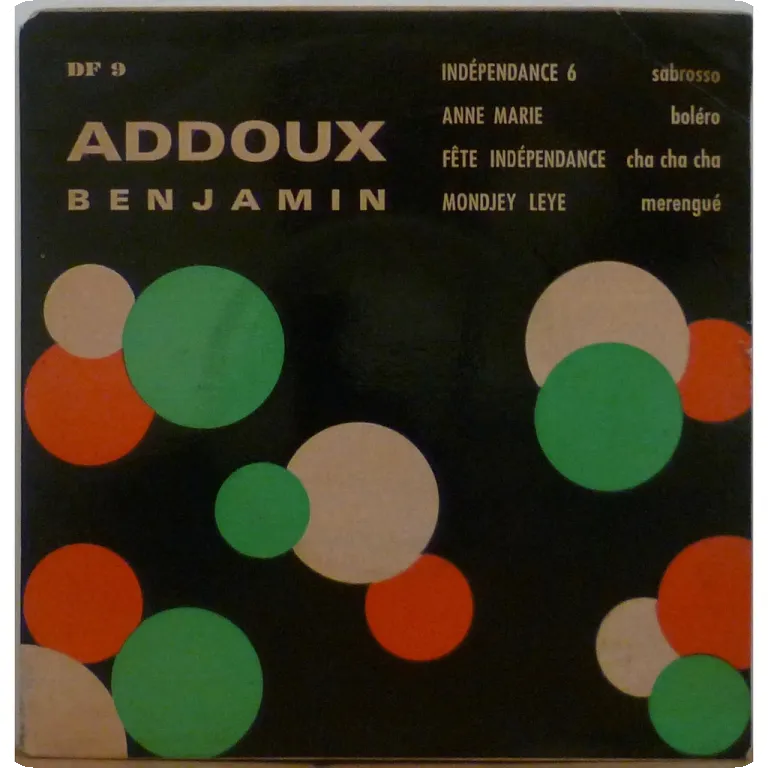 DF 9
ADDOUX
BENJAMIN
INDÉPENDANCE 6 sabrosso
ANNE MARIE boléro
FÊTE INDÉPENDANCE cha cha cha
MONDJEY LEYE merengué